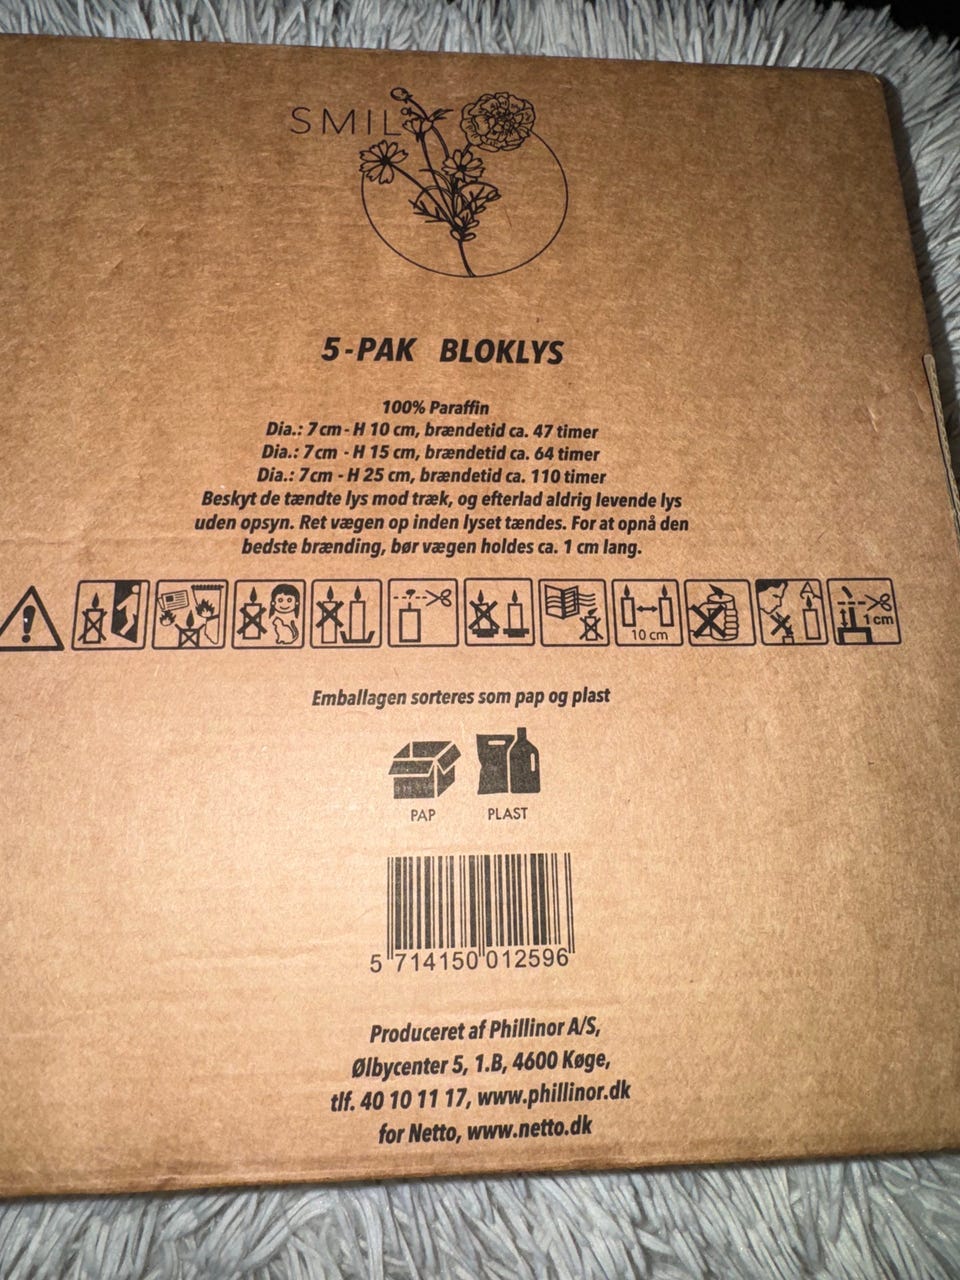 SMIL
5-PAK BLOKLYS
100% Paraffin
Dia.: 7 cm - H 10 cm, brændetid ca. 47 timer
Dia.: 7cm - H 15 cm, brændetid ca. 64 timer
Dia.: 7cm - H 25 cm, brændetid ca. 110 timer
Beskyt de tændte lys mod træk, og efterlad aldrig levende lys
uden opsyn. Ret vægen op inden lyset tændes. For at opnå den
bedste brænding, bør vægen holdes ca. 1 cm lang.
10 cm
1 cm
Emballagen sorteres som pap og plast
PAP PLAST
5 714150 012596
Produceret af Phillinor A/S,
Ølbycenter 5, 1.B, 4600 Køge,
tlf. 40 10 11 17, www.phillinor.dk
for Netto, www.netto.dk